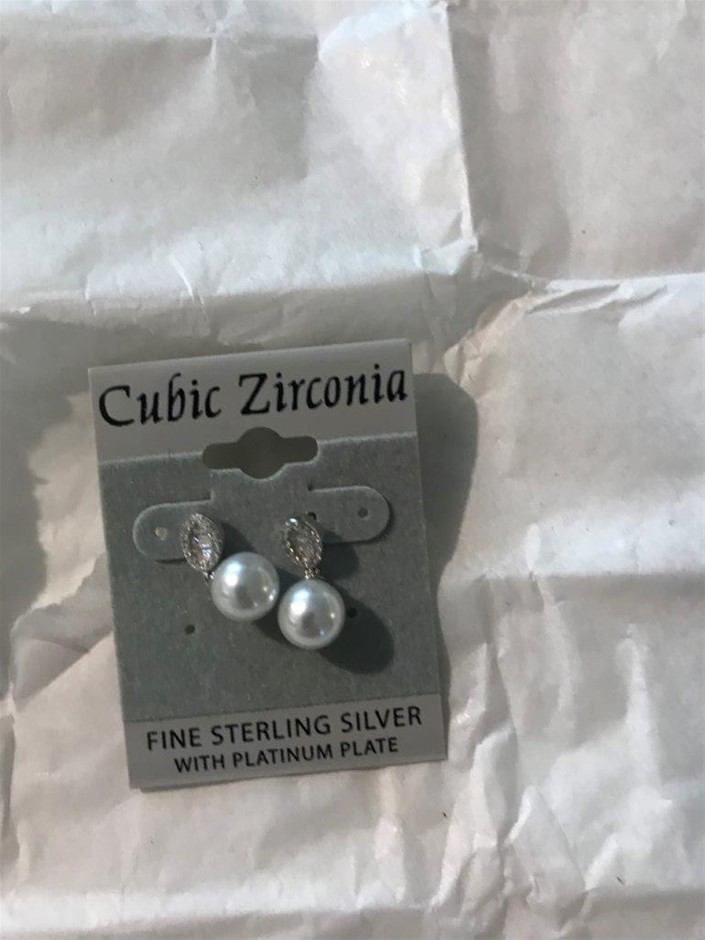 Cubic Zirconia
FINE STERLING SILVER
WITH PLATINUM PLATE